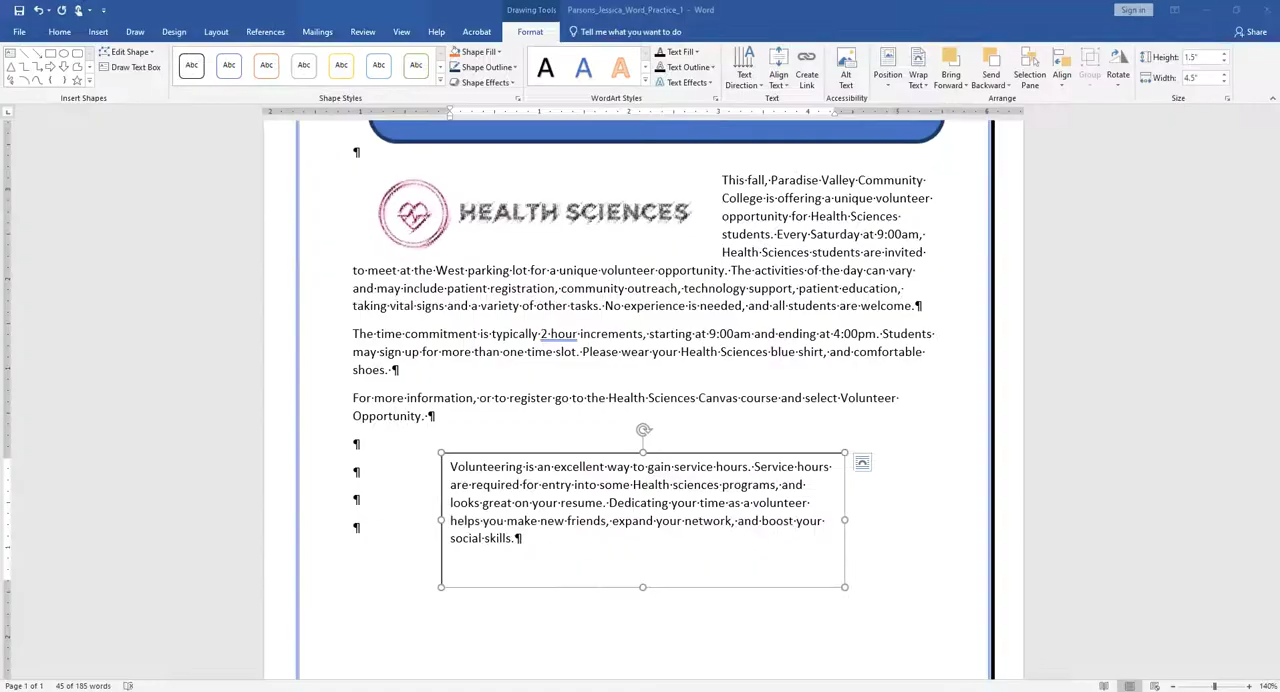 Drawing Tools
Parsons_Jessica_Word_Practice_1 - Word
Sign in
File Home Insert Draw Design Layout References Mailings Review View Help Acrobat Format Tell me what you want to do Share
Edit Shape
Draw Text Box
Insert Shapes
Abc Abc Abc Abc Abc Abc Abc
Shape Fill
Shape Outline
Shape Effects
Shape Styles
A A A
Text Fill
Text Outline
Text Effects
WordArt Styles
Text Direction
Align Text
Create Link
Text
Alt Text
Accessibility
Position
Wrap Text
Bring Forward
Send Backward
Selection Pane
Align
Group
Rotate
Arrange
Height: 1.5"
Width: 4.5"
Size
2 1 1 2 3 4 5 6
¶
HEALTH SCIENCES
This fall, Paradise Valley Community
College is offering a unique volunteer
opportunity for Health Sciences
students. Every Saturday at 9:00am,
Health Sciences students are invited
to meet at the West parking lot for a unique volunteer opportunity. The activities of the day can vary
and may include patient registration, community outreach, technology support, patient education,
taking vital signs and a variety of other tasks. No experience is needed, and all students are welcome.¶
The time commitment is typically 2 hour increments, starting at 9:00am and ending at 4:00pm. Students
may sign up for more than one time slot. Please wear your Health Sciences blue shirt, and comfortable
shoes. ¶
For more information, or to register go to the Health Sciences Canvas course and select Volunteer
Opportunity. ¶
¶
¶
¶
¶
Volunteering is an excellent way to gain service hours. Service hours
are required for entry into some Health sciences programs, and
looks great on your resume. Dedicating your time as a volunteer
helps you make new friends, expand your network, and boost your
social skills.¶
Page 1 of 1 45 of 185 words
140%